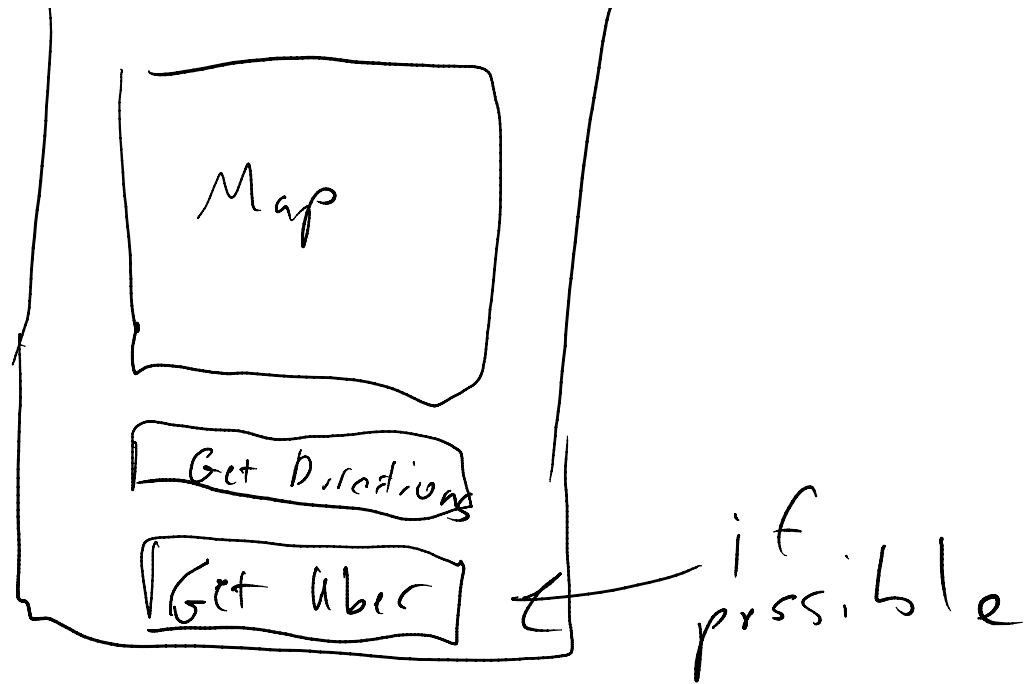 Map
Get Directions
Get Uber
if
possible